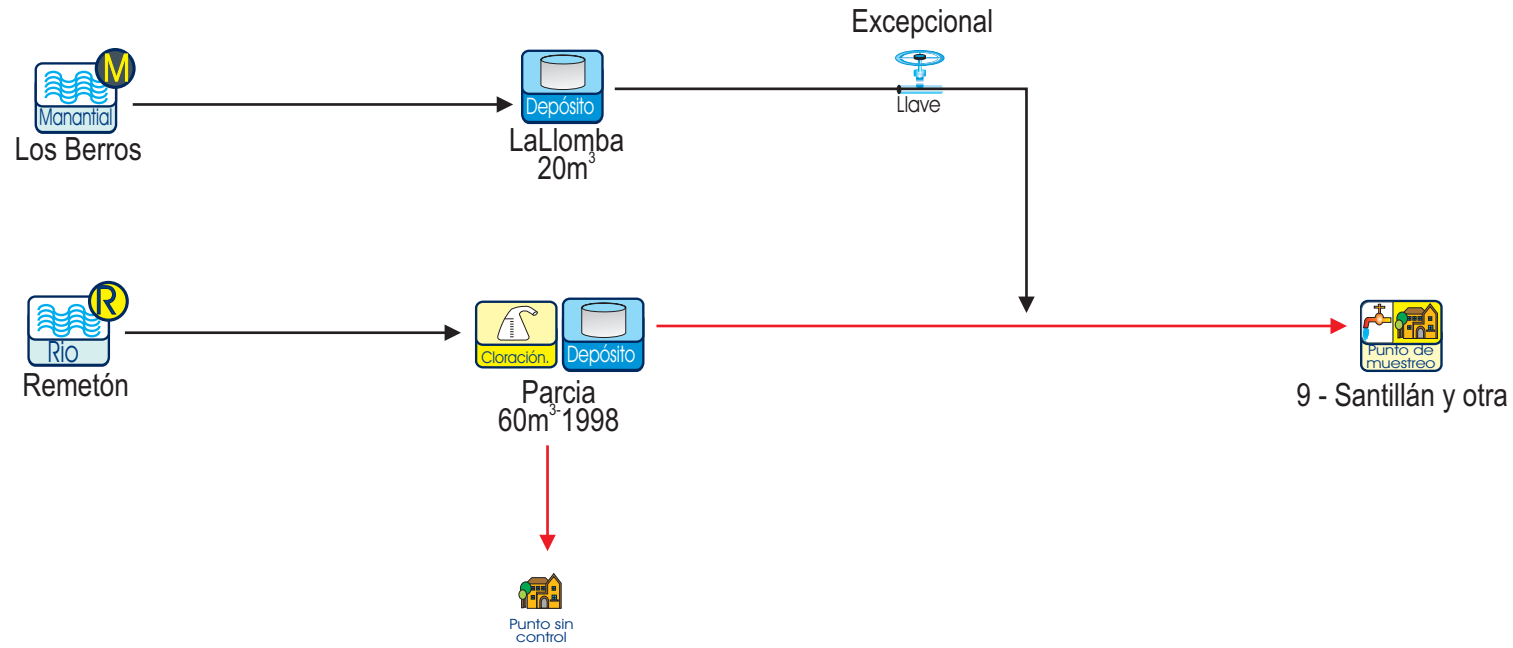 Excepcional
M
Manantial
Los Berros
Depósito
LaLlomba
20m³
Llave
R
Rio
Remetón
Cloración.
Depósito
Parcia
60m³⁻1998
Punto de
muestreo
9 - Santillán y otra
Punto sin
control